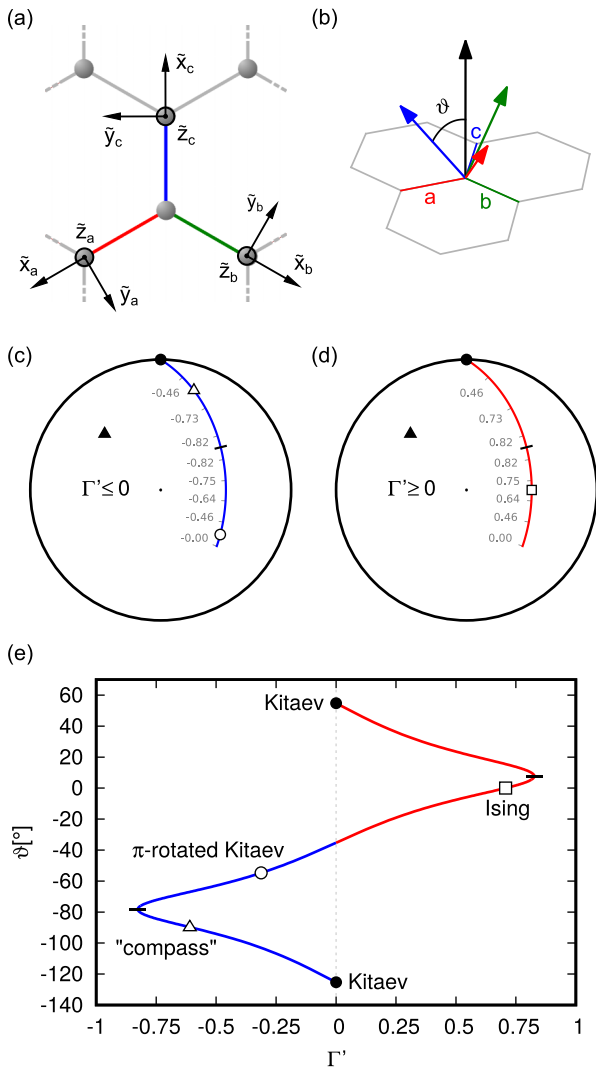 (a)
x̃c
ỹc
z̃c
z̃a
x̃a
ỹa
ỹb
z̃b
x̃b
(b)
ϑ
c
a
b
(c)
-0.46
-0.73
-0.82
-0.82
-0.75
-0.64
-0.46
-0.00
Γ'≤0
(d)
0.46
0.73
0.82
0.82
0.75
0.64
0.46
0.00
Γ'≥0
(e)
60
40
20
0
-20
-40
-60
-80
-100
-120
-140
ϑ[°]
Kitaev
Ising
π-rotated Kitaev
"compass"
Kitaev
-1 -0.75 -0.5 -0.25 0 0.25 0.5 0.75 1
Γ'